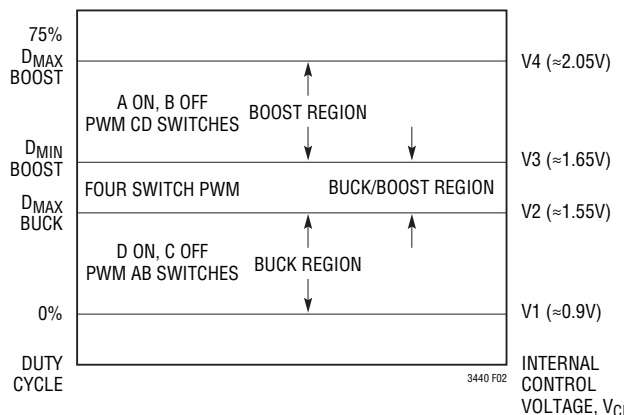 75%
DMAX
BOOST
V4 (≈2.05V)
A ON, B OFF
PWM CD SWITCHES
BOOST REGION
DMIN
BOOST
V3 (≈1.65V)
FOUR SWITCH PWM
BUCK/BOOST REGION
DMAX
BUCK
V2 (≈1.55V)
D ON, C OFF
PWM AB SWITCHES
BUCK REGION
0%
V1 (≈0.9V)
DUTY
CYCLE
3440 F02
INTERNAL
CONTROL
VOLTAGE,